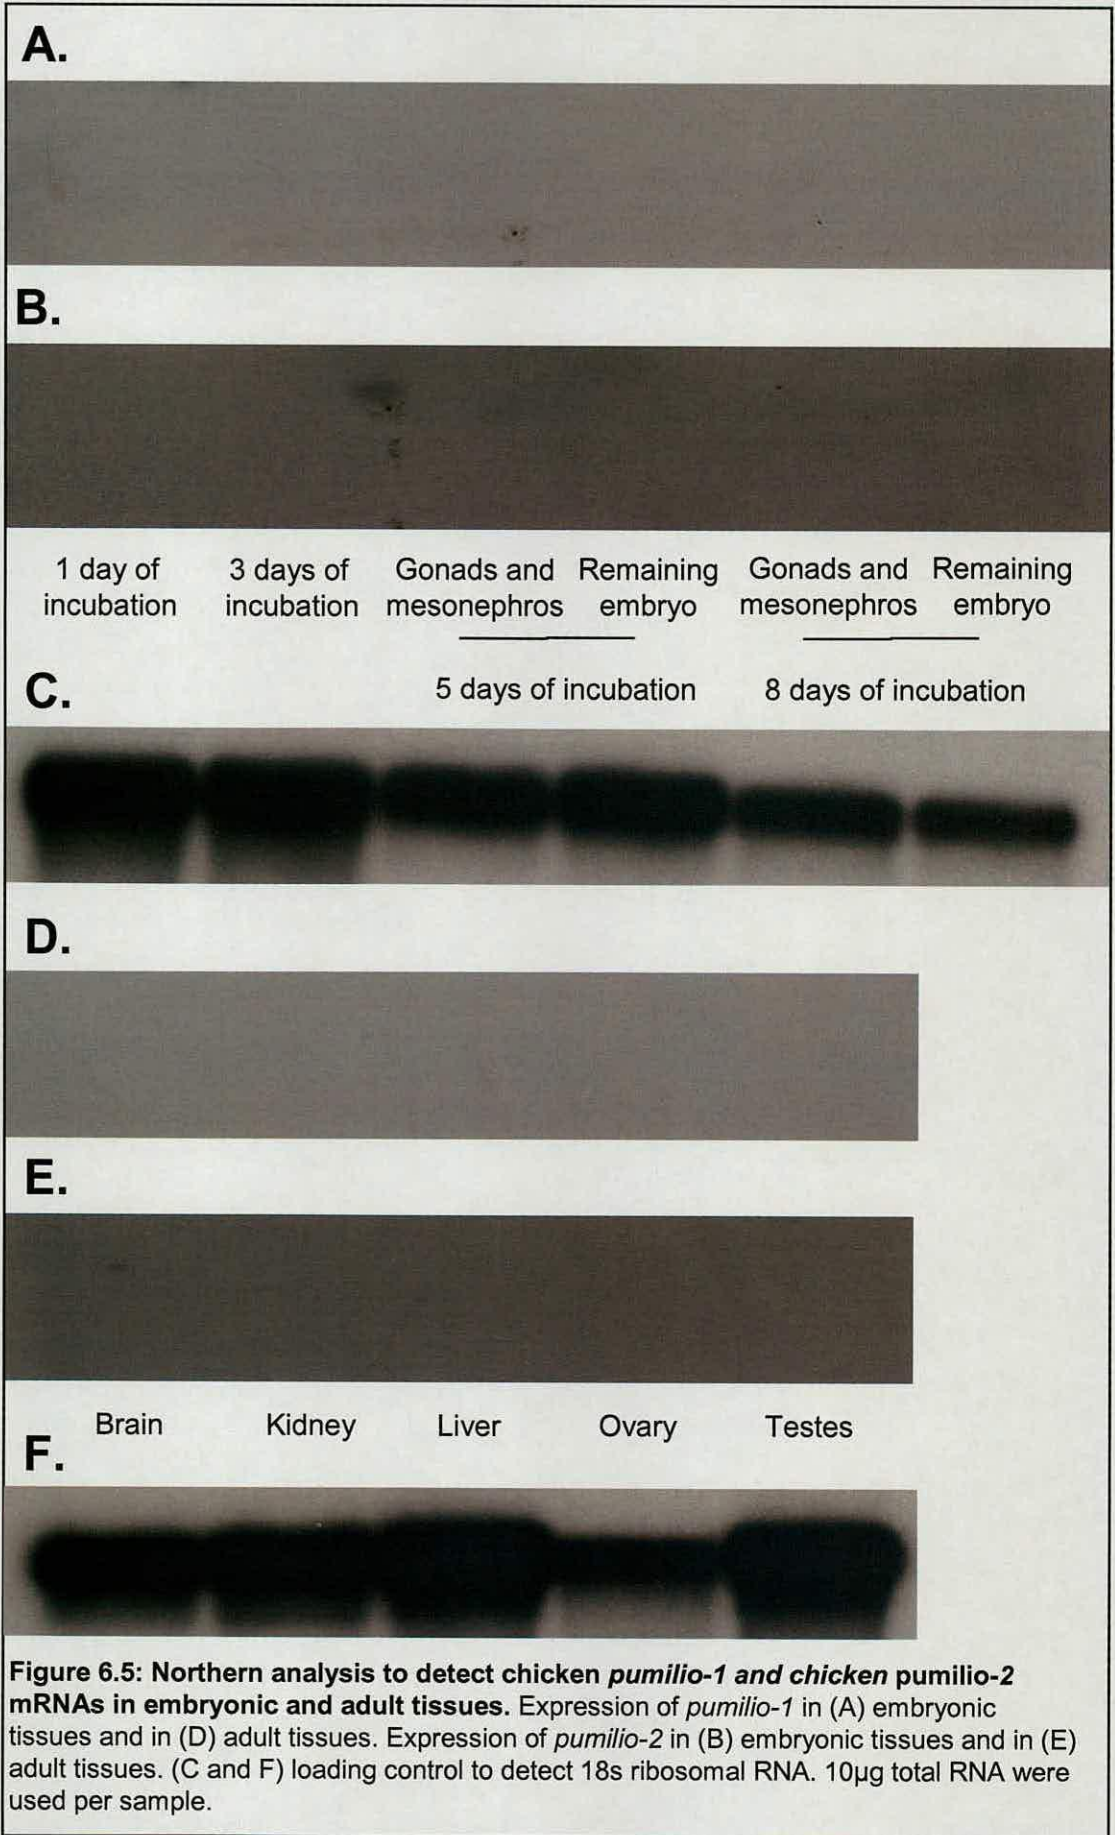 A.
B.
1 day of incubation
3 days of incubation
Gonads and mesonephros
Remaining embryo
Gonads and mesonephros
Remaining embryo
5 days of incubation
8 days of incubation
C.
D.
E.
Brain Kidney Liver Ovary Testes
F.
Figure 6.5: Northern analysis to detect chicken pumilio-1 and chicken pumilio-2
mRNAs in embryonic and adult tissues. Expression of pumilio-1 in (A) embryonic
tissues and in (D) adult tissues. Expression of pumilio-2 in (B) embryonic tissues and in (E)
adult tissues. (C and F) loading control to detect 18s ribosomal RNA. 10µg total RNA were
used per sample.